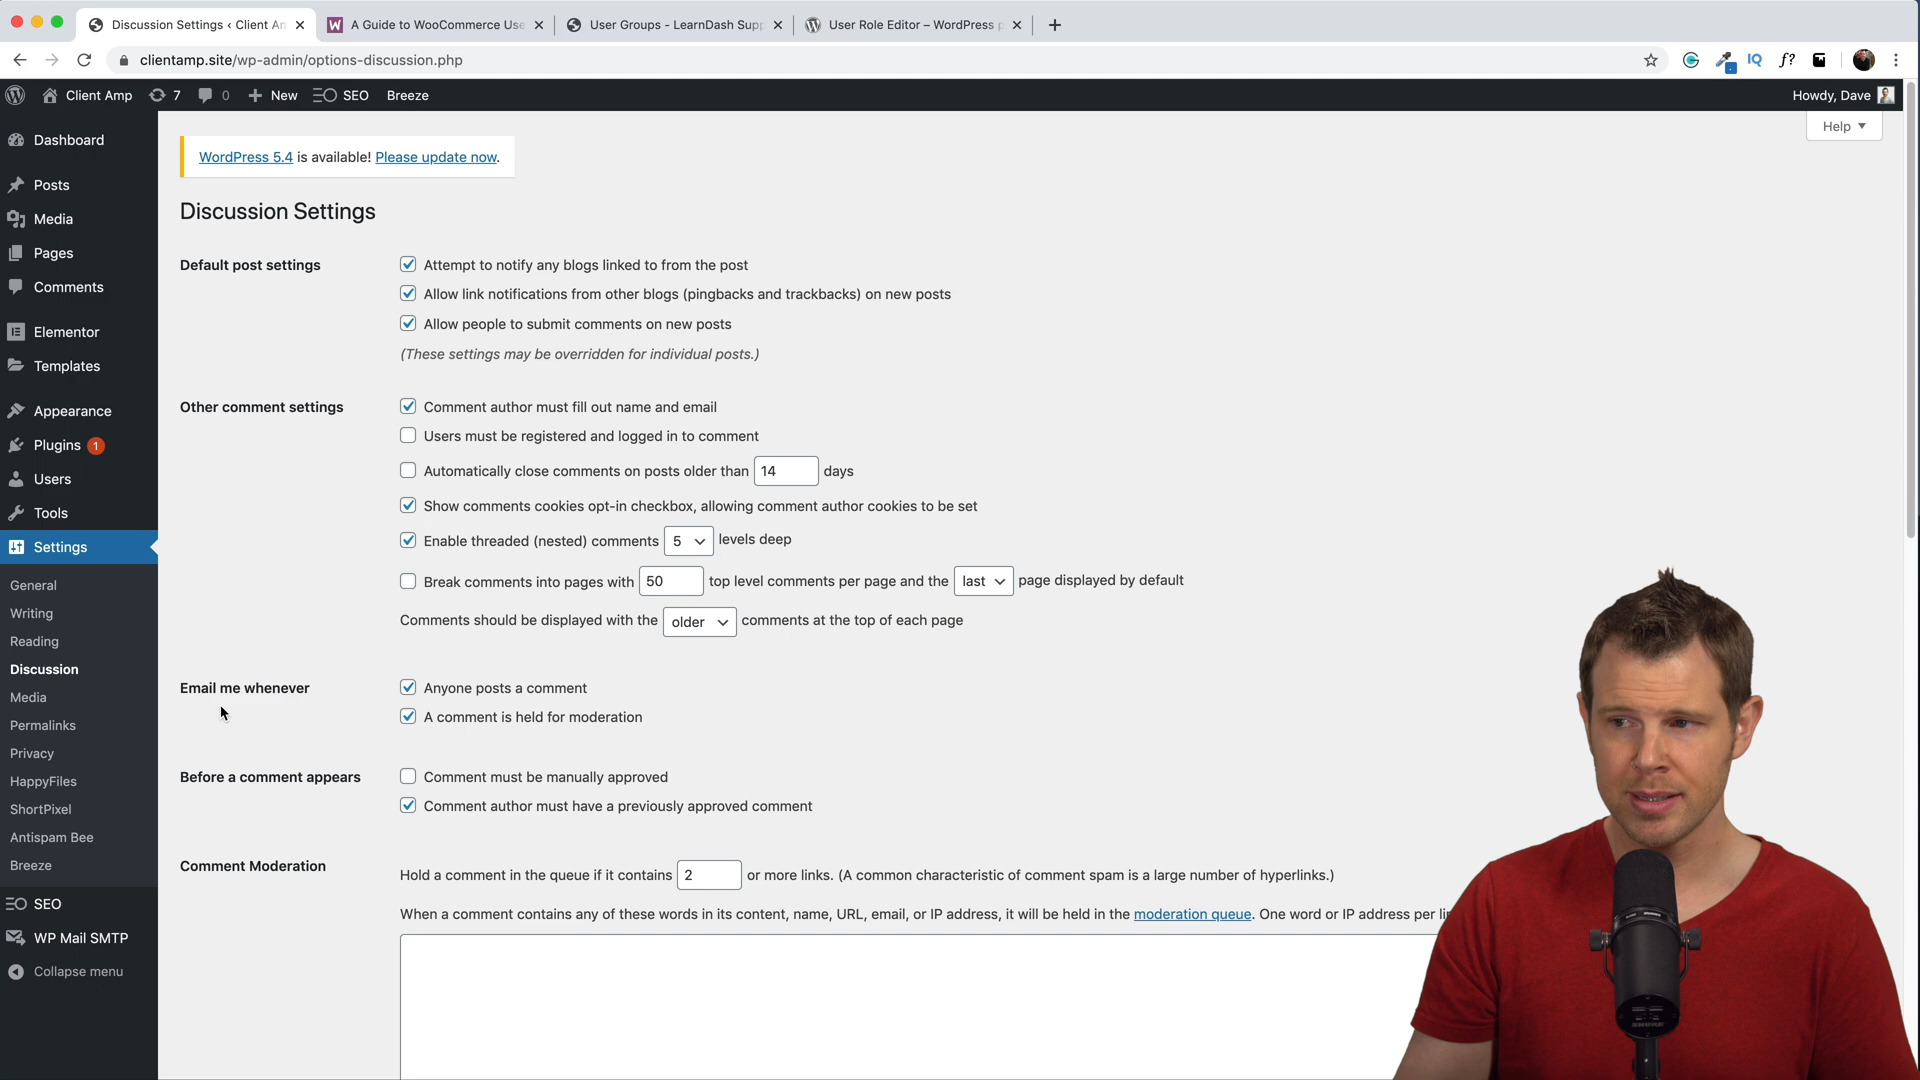 Discussion Settings ‹ Client An
A Guide to WooCommerce Use
User Groups - LearnDash Supp
User Role Editor – WordPress p
clientamp.site/wp-admin/options-discussion.php
IQ
f?
Client Amp
7
0
New
SEO
Breeze
Howdy, Dave
Help
Dashboard
Posts
Media
Pages
Comments
Elementor
Templates
Appearance
Plugins 1
Users
Tools
Settings
General
Writing
Reading
Discussion
Media
Permalinks
Privacy
HappyFiles
ShortPixel
Antispam Bee
Breeze
SEO
WP Mail SMTP
Collapse menu
WordPress 5.4 is available! Please update now.
Discussion Settings
Default post settings
Attempt to notify any blogs linked to from the post
Allow link notifications from other blogs (pingbacks and trackbacks) on new posts
Allow people to submit comments on new posts
(These settings may be overridden for individual posts.)
Other comment settings
Comment author must fill out name and email
Users must be registered and logged in to comment
Automatically close comments on posts older than 14 days
Show comments cookies opt-in checkbox, allowing comment author cookies to be set
Enable threaded (nested) comments 5 levels deep
Break comments into pages with 50 top level comments per page and the last page displayed by default
Comments should be displayed with the older comments at the top of each page
Email me whenever
Anyone posts a comment
A comment is held for moderation
Before a comment appears
Comment must be manually approved
Comment author must have a previously approved comment
Comment Moderation
Hold a comment in the queue if it contains 2 or more links. (A common characteristic of comment spam is a large number of hyperlinks.)
When a comment contains any of these words in its content, name, URL, email, or IP address, it will be held in the moderation queue. One word or IP address per lin